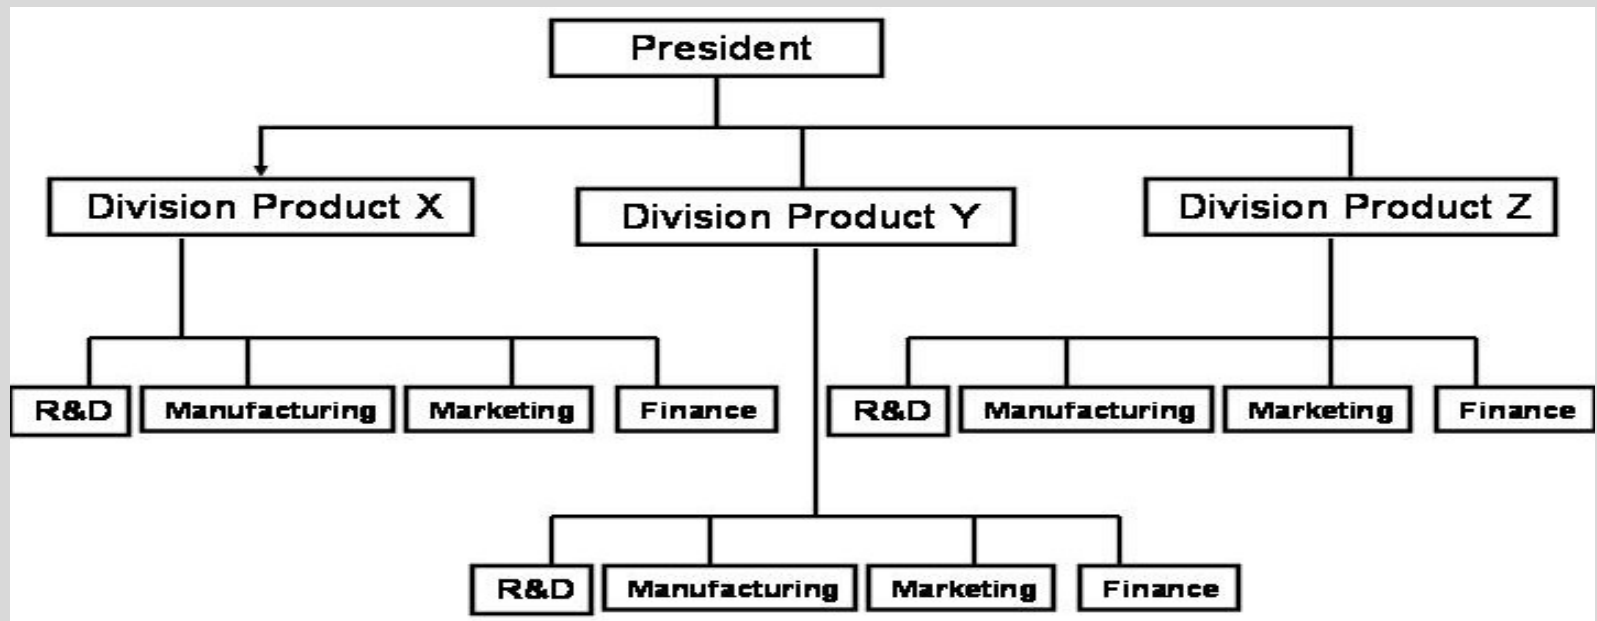 President
Division Product X
Division Product Y
Division Product Z
R&D
Manufacturing
Marketing
Finance
R&D
Manufacturing
Marketing
Finance
R&D
Manufacturing
Marketing
Finance